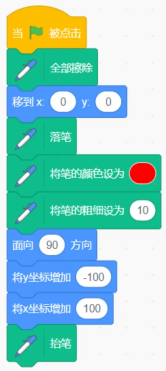 当 被点击
全部擦除
移到 x: 0 y: 0
落笔
将笔的颜色设为
将笔的粗细设为 10
面向 90 方向
将y坐标增加 -100
将x坐标增加 100
抬笔